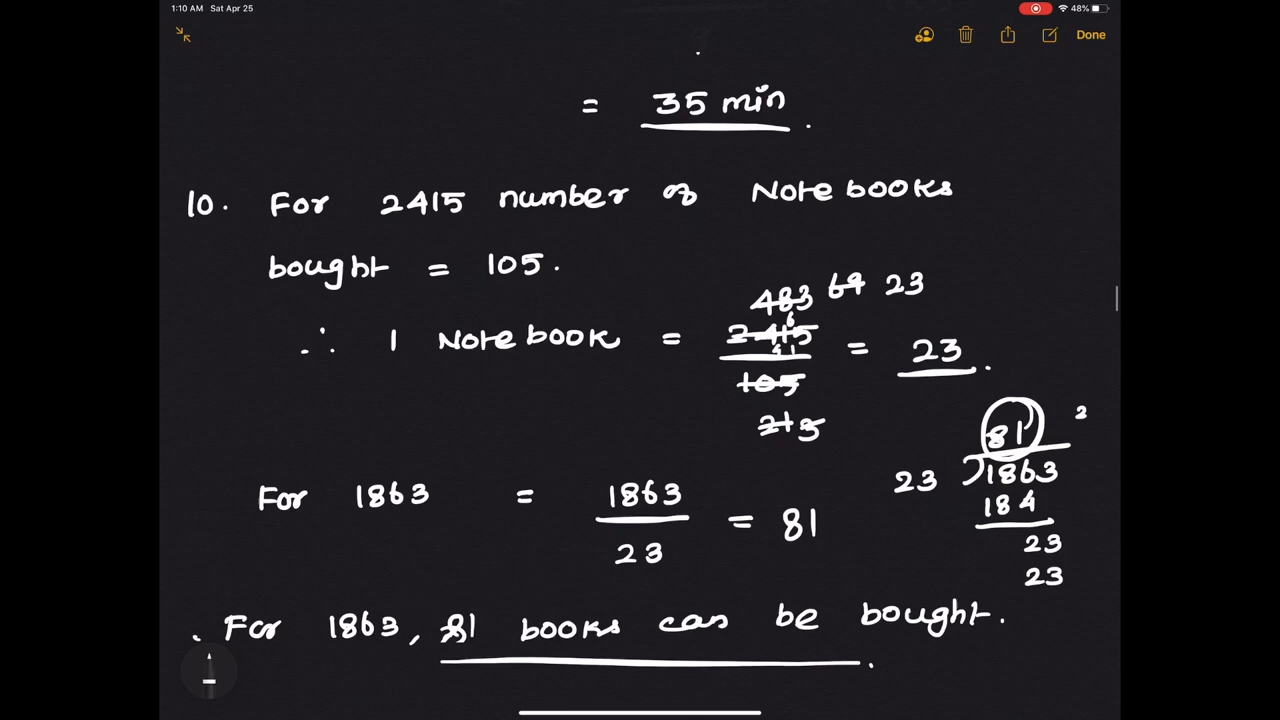 1:10 AM Sat Apr 25 48%
Done
= 35 min.
10. For 2415 number of Note books
bought = 105.
483 69 23
∴ 1 Notebook = 2415 / 105 = 23.
21 5
For 1863 = 1863 / 23 = 81
81
23 ) 1863
184
23
23
. For 1863, 81 books can be bought.